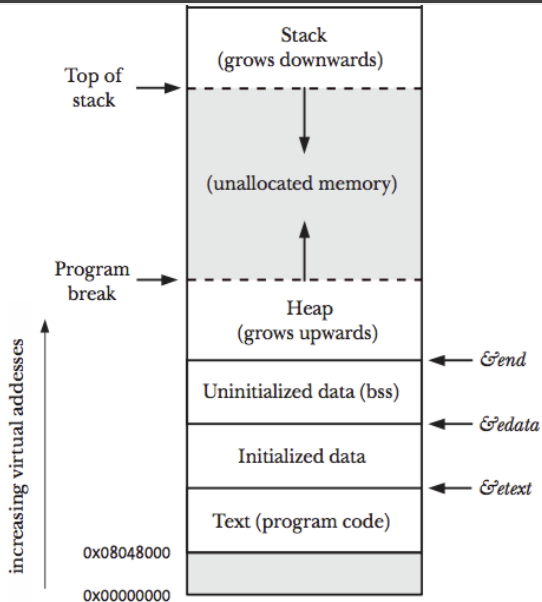 Stack
(grows downwards)
Top of
stack
(unallocated memory)
Program
break
Heap
(grows upwards)
&end
Uninitialized data (bss)
&edata
Initialized data
&etext
Text (program code)
0x08048000
0x00000000
increasing virtual addesses